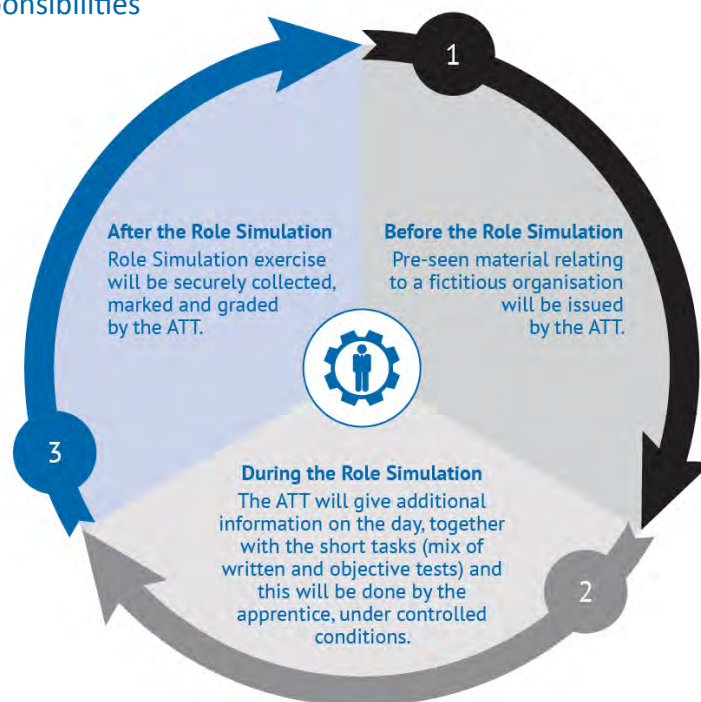 onsibilities
1
Before the Role Simulation
Pre-seen material relating
to a fictitious organisation
will be issued
by the ATT.
2
During the Role Simulation
The ATT will give additional
information on the day, together
with the short tasks (mix of
written and objective tests) and
this will be done by the
apprentice, under controlled
conditions.
3
After the Role Simulation
Role Simulation exercise
will be securely collected,
marked and graded
by the ATT.